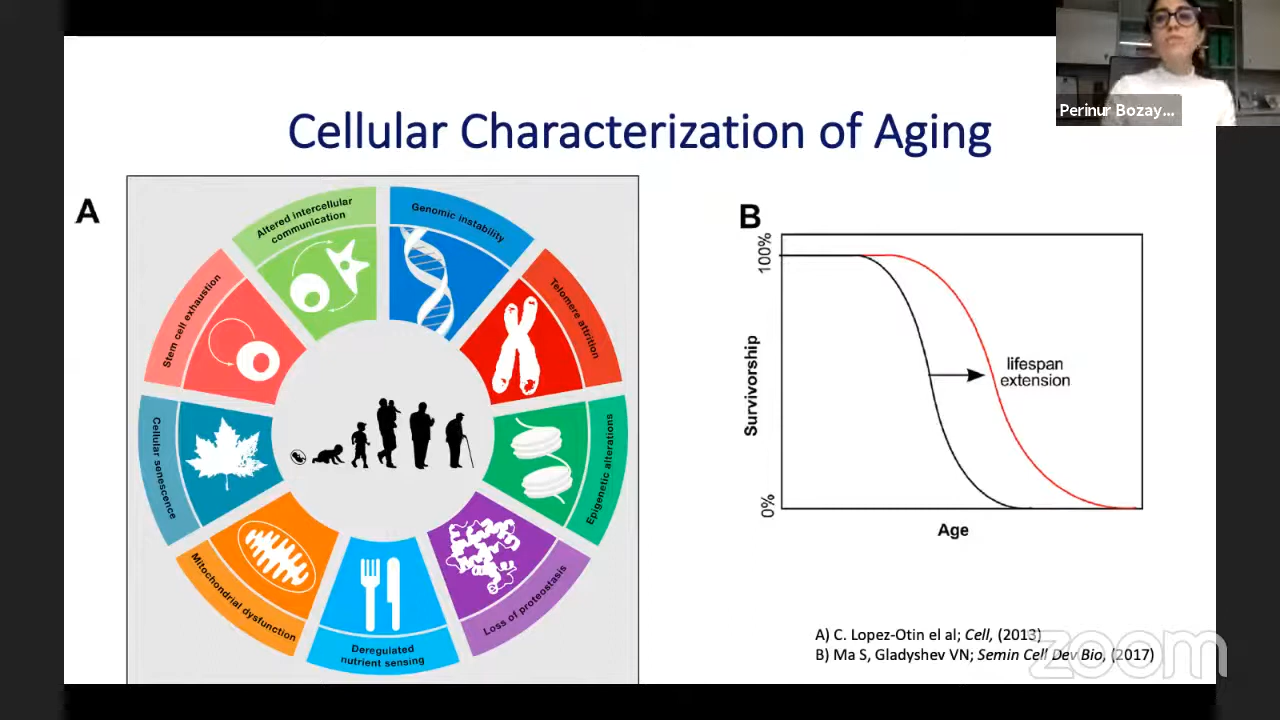 Perinur Bozay...
Cellular Characterization of Aging
A
Altered intercellular
communication
Genomic instability
Telomere attrition
Epigenetic alterations
Loss of proteostasis
Deregulated
nutrient sensing
Mitochondrial dysfunction
Cellular senescence
Stem cell exhaustion
B
100%
Survivorship
0%
lifespan
extension
Age
A) C. Lopez-Otin el al; Cell, (2013)
B) Ma S, Gladyshev VN; Semin Cell Dev Bio, (2017)
zoom